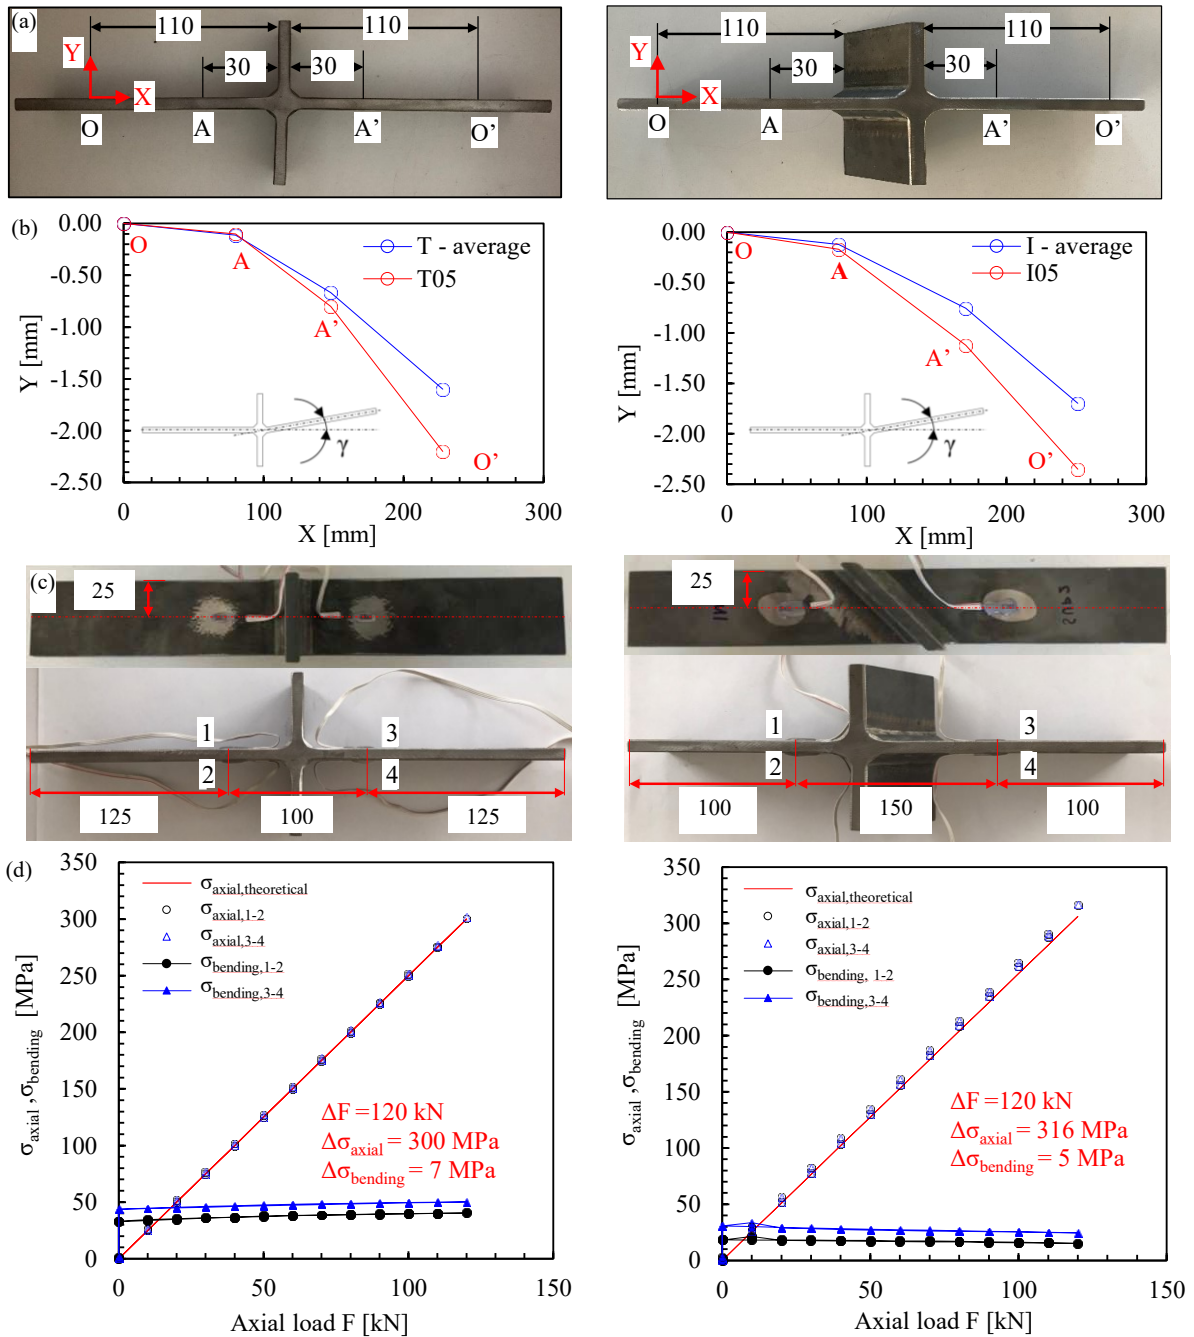 (a)
110
110
30
30
Y
X
O
A
A'
O'
110
110
30
30
Y
X
O
A
A'
O'
(b)
0.00
-0.50
-1.00
-1.50
-2.00
-2.50
Y [mm]
0
100
200
300
X [mm]
T - average
T05
O
A
A'
O'
γ
0.00
-0.50
-1.00
-1.50
-2.00
-2.50
Y [mm]
0
100
200
300
X [mm]
I - average
I05
O
A
A'
O'
γ
(c)
25
1
3
2
4
125
100
125
25
SUP2
1
3
2
4
100
150
100
(d)
350
300
250
200
150
100
50
0
σaxial ,σbending [MPa]
0
50
100
150
Axial load F [kN]
σaxial,theoretical
σaxial,1-2
σaxial,3-4
σbending,1-2
σbending,3-4
ΔF =120 kN
Δσaxial = 300 MPa
Δσbending = 7 MPa
350
300
250
200
150
100
50
0
σaxial ,σbending [MPa]
0
50
100
150
Axial load F [kN]
σaxial,theoretical
σaxial,1-2
σaxial,3-4
σbending, 1-2
σbending,3-4
ΔF =120 kN
Δσaxial = 316 MPa
Δσbending = 5 MPa